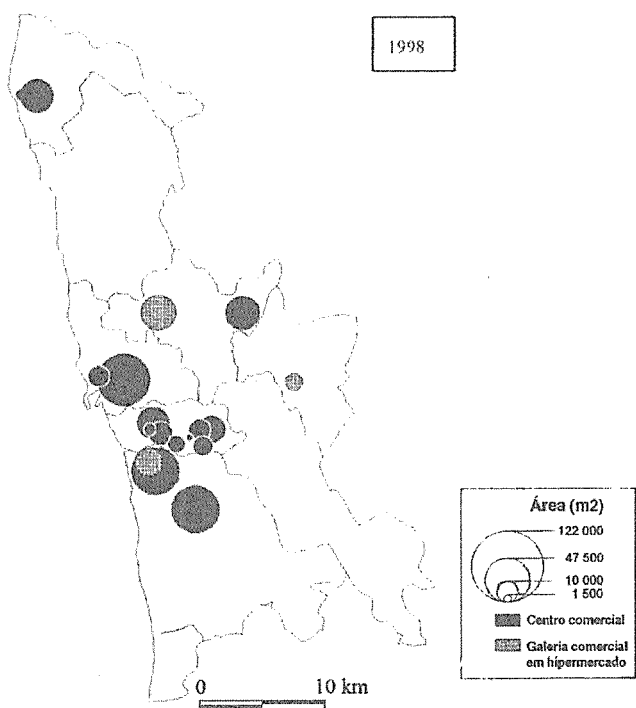 1998
Área (m2)
122 000
47 500
10 000
1 500
Centro comercial
Galeria comercial
em hipermercado
0 10 km